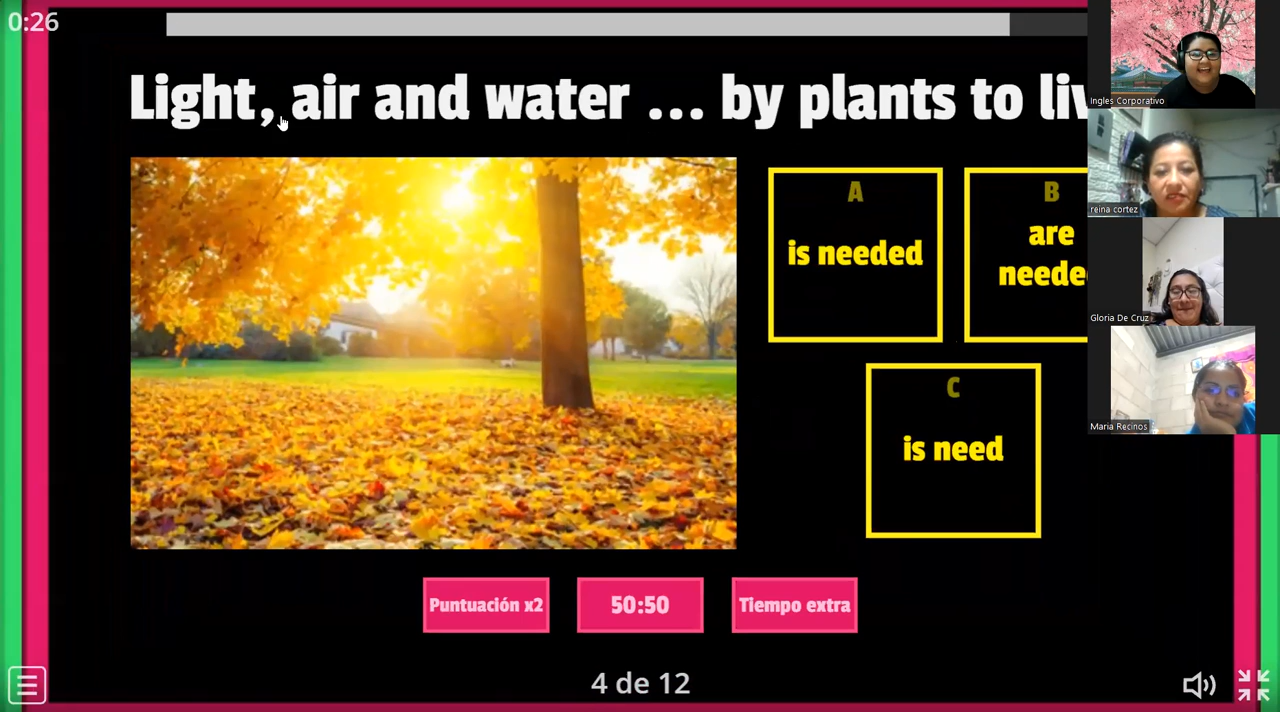 0:26
Light, air and water ... by plants to liv
A
is needed
B
are
neede
C
is need
Puntuación x2
50:50
Tiempo extra
4 de 12
Ingles Corporativo
reina cortez
Gloria De Cruz
Maria Recinos